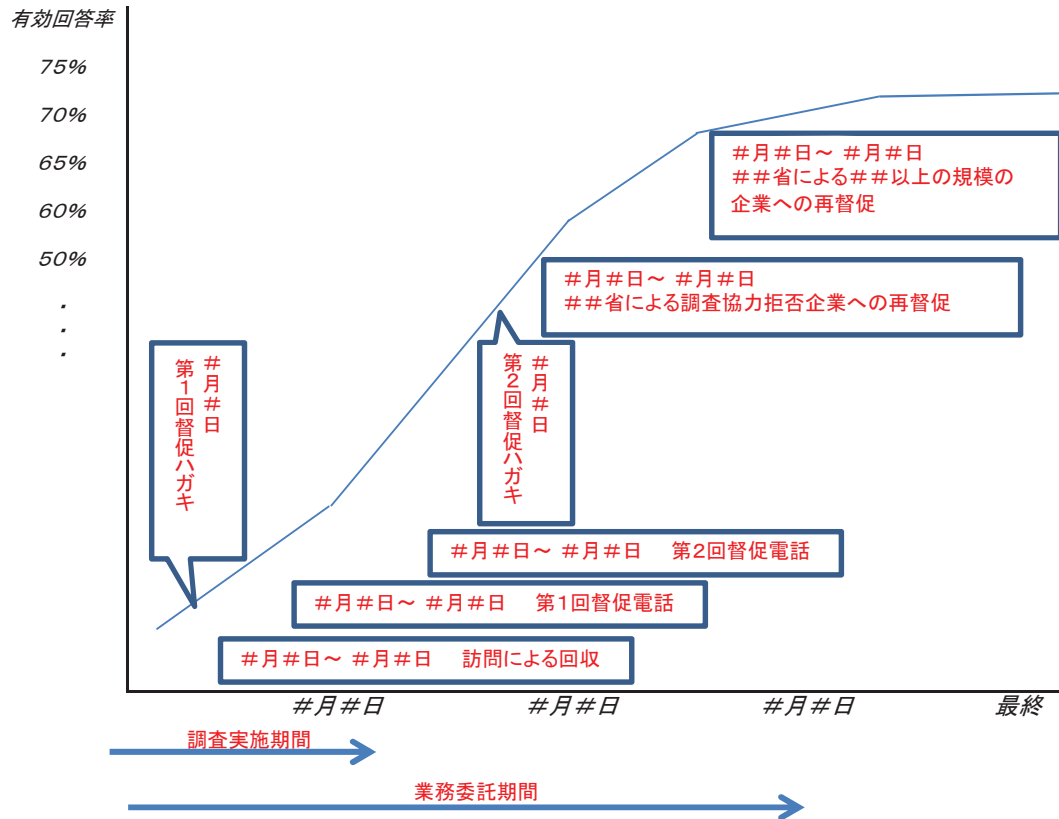 有効回答率
75%
70%
65%
60%
50%
.
.
.
#月#日～ #月#日
##省による##以上の規模の
企業への再督促
#月#日～ #月#日
##省による調査協力拒否企業への再督促
#月#日
第1回督促ハガキ
#月#日
第2回督促ハガキ
#月#日～ #月#日 第2回督促電話
#月#日～ #月#日 第1回督促電話
#月#日～ #月#日 訪問による回収
#月#日
#月#日
#月#日
最終
調査実施期間
業務委託期間